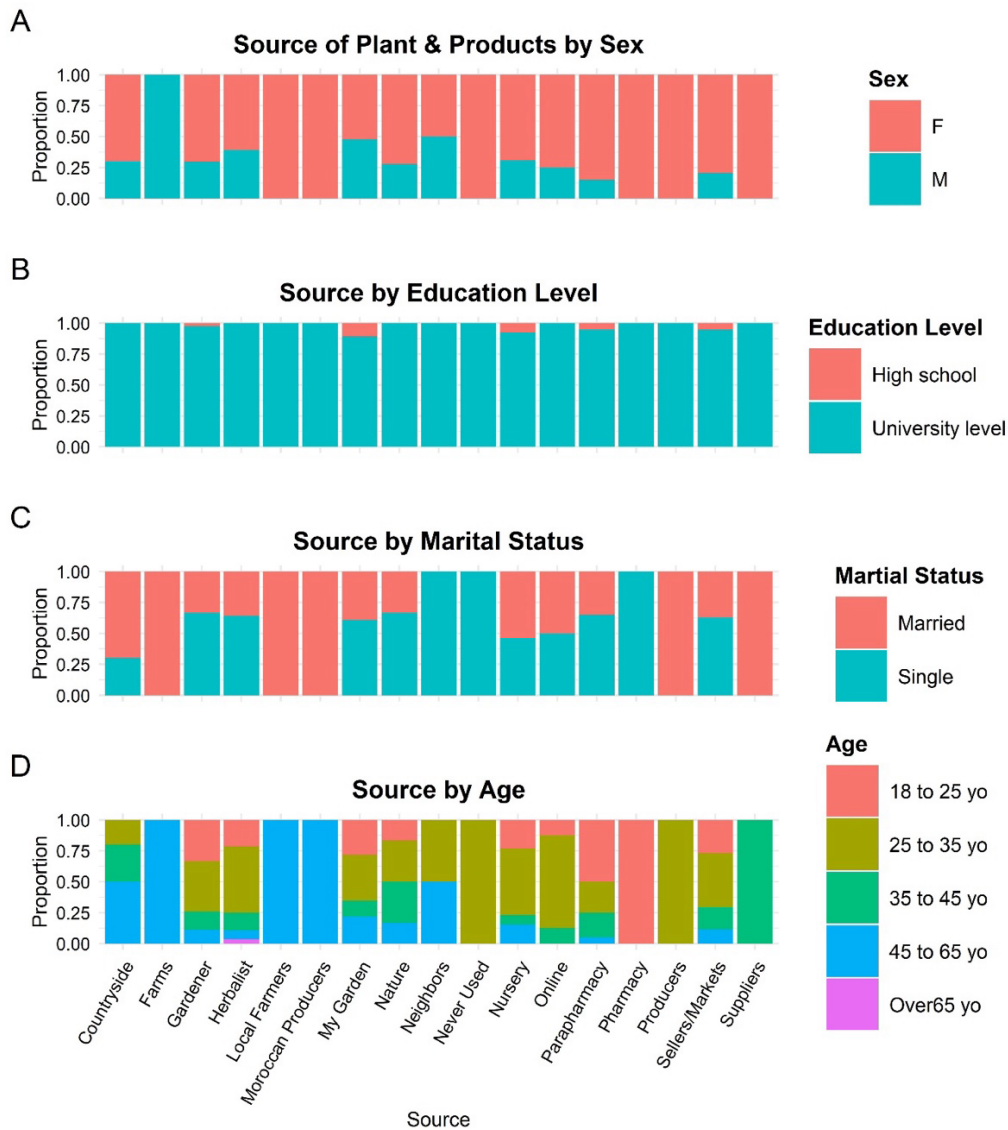 A
Source of Plant & Products by Sex
Proportion
1.00
0.75
0.50
0.25
0.00
Sex
F
M
B
Source by Education Level
Proportion
1.00
0.75
0.50
0.25
0.00
Education Level
High school
University level
C
Source by Marital Status
Proportion
1.00
0.75
0.50
0.25
0.00
Martial Status
Married
Single
D
Source by Age
Proportion
1.00
0.75
0.50
0.25
0.00
Age
18 to 25 yo
25 to 35 yo
35 to 45 yo
45 to 65 yo
Over65 yo
Countryside
Farms
Gardener
Herbalist
Local Farmers
Moroccan Producers
My Garden
Nature
Neighbors
Never Used
Nursery
Online
Parapharmacy
Pharmacy
Producers
Sellers/Markets
Suppliers
Source